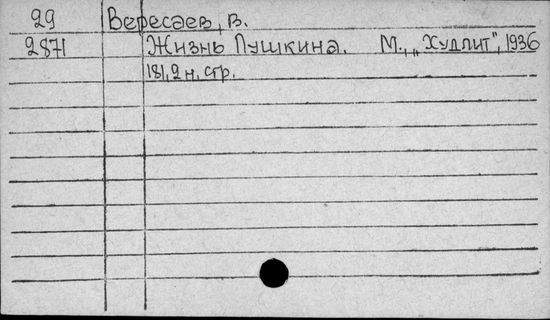 29 Вересаев, В.
2871 Жизнь Пушкина. М., „Худлит", 1936
181, 2 н. стр.